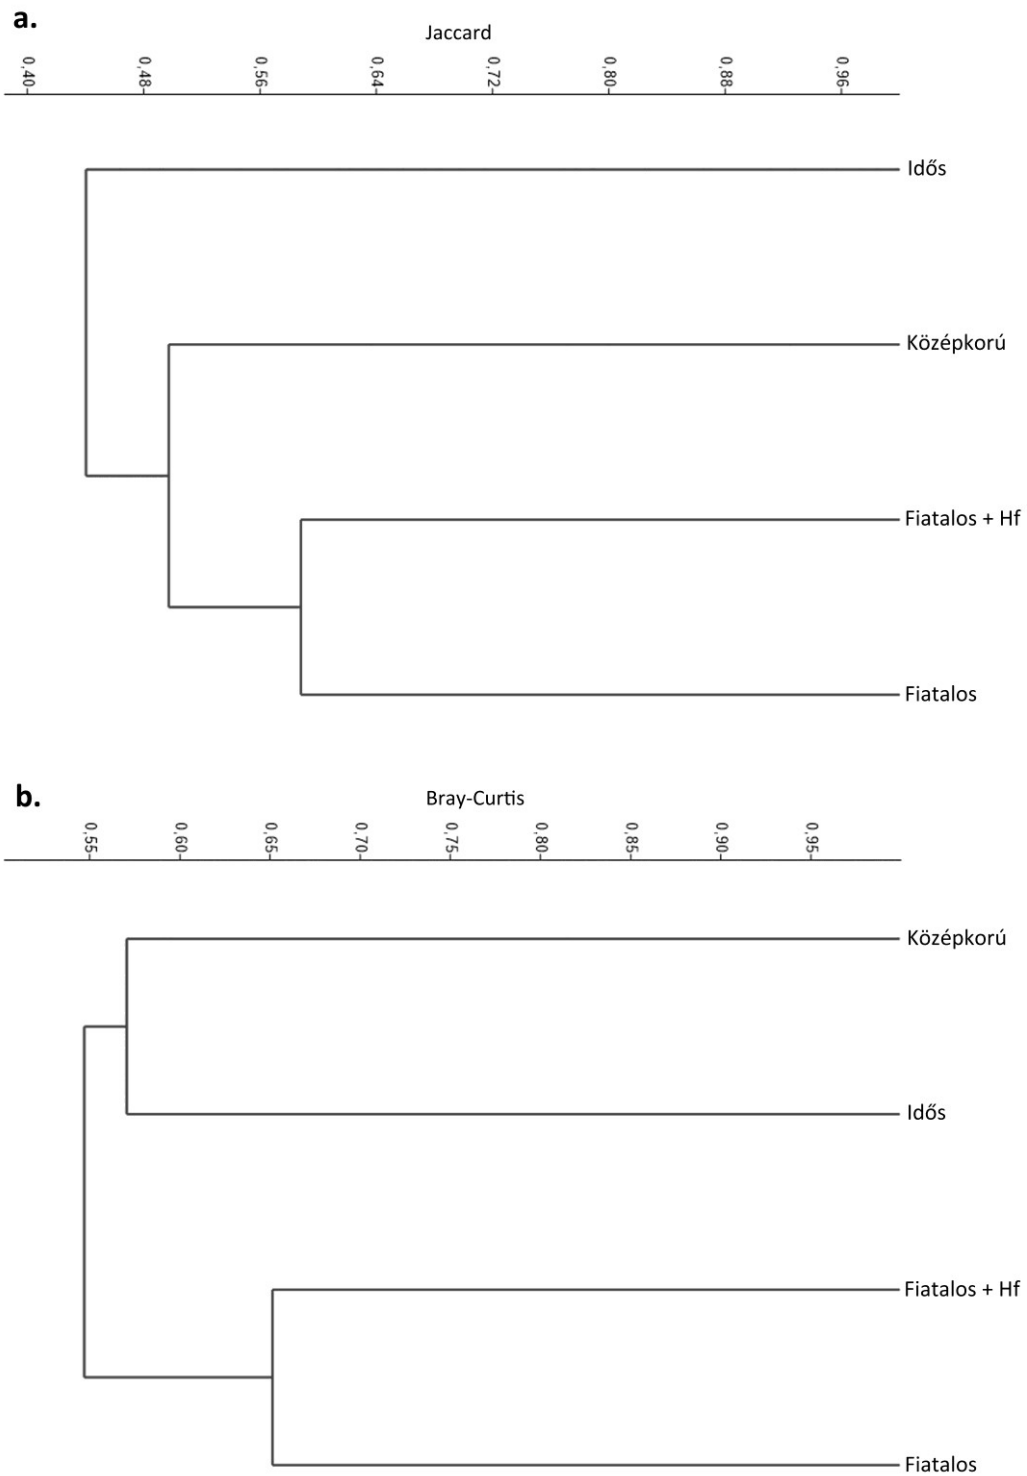 a.
Jaccard
0,40 0,48 0,56 0,64 0,72 0,80 0,88 0,96
Idős
Középkorú
Fiatalos + Hf
Fiatalos
b.
Bray-Curtis
0,55 0,60 0,65 0,70 0,75 0,80 0,85 0,90 0,95
Középkorú
Idős
Fiatalos + Hf
Fiatalos